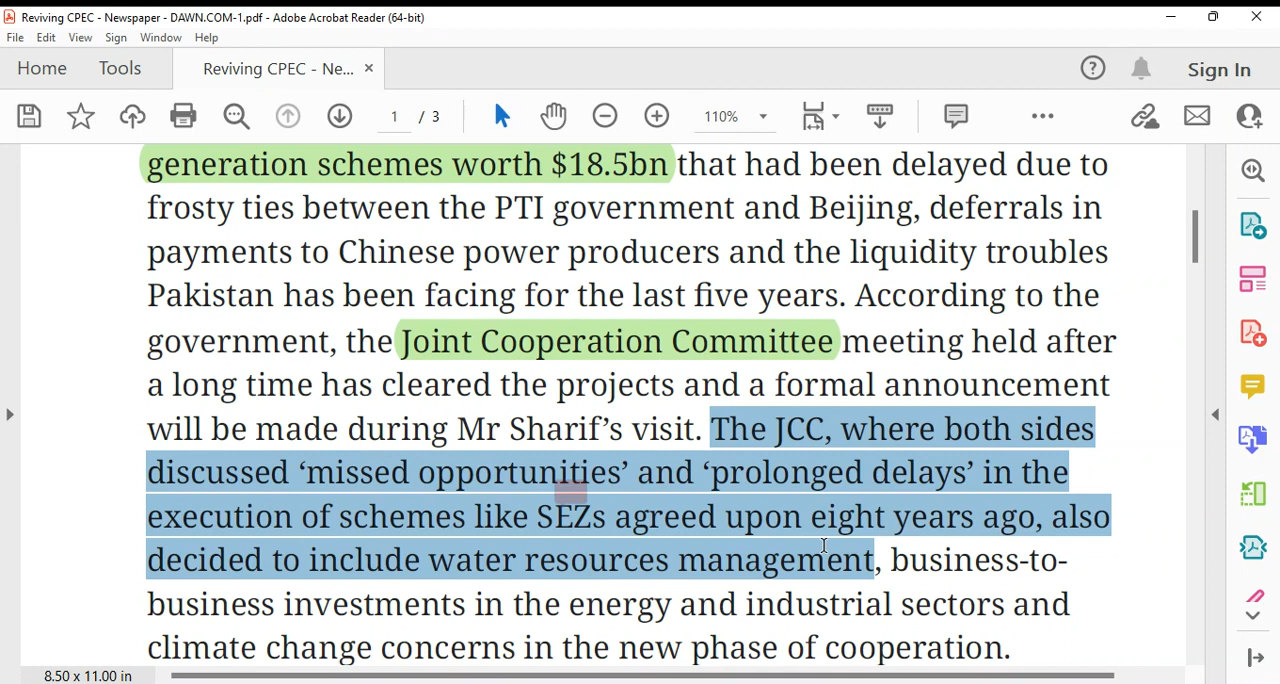 Reviving CPEC - Newspaper - DAWN.COM-1.pdf - Adobe Acrobat Reader (64-bit)
File Edit View Sign Window Help
Home Tools Reviving CPEC - Ne... × Sign In
1 / 3 110%
generation schemes worth $18.5bn that had been delayed due to
frosty ties between the PTI government and Beijing, deferrals in
payments to Chinese power producers and the liquidity troubles
Pakistan has been facing for the last five years. According to the
government, the Joint Cooperation Committee meeting held after
a long time has cleared the projects and a formal announcement
will be made during Mr Sharif’s visit. The JCC, where both sides
discussed ‘missed opportunities’ and ‘prolonged delays’ in the
execution of schemes like SEZs agreed upon eight years ago, also
decided to include water resources management, business-to-
business investments in the energy and industrial sectors and
climate change concerns in the new phase of cooperation.
8.50 x 11.00 in